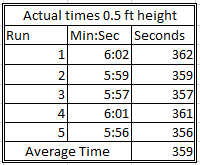 Actual times 0.5 ft height
Run Min:Sec Seconds
1 6:02 362
2 5:59 359
3 5:57 357
4 6:01 361
5 5:56 356
Average Time 359